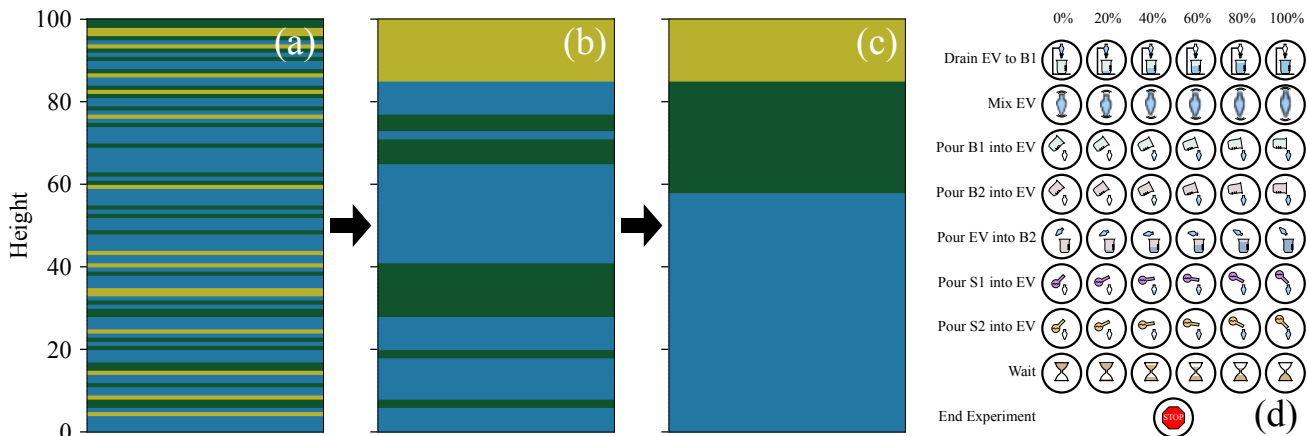 100
80
60
40
20
0
Height
(a)
(b)
(c)
0% 20% 40% 60% 80% 100%
Drain EV to B1
Mix EV
Pour B1 into EV
Pour B2 into EV
Pour EV into B2
Pour S1 into EV
Pour S2 into EV
Wait
End Experiment
STOP
(d)